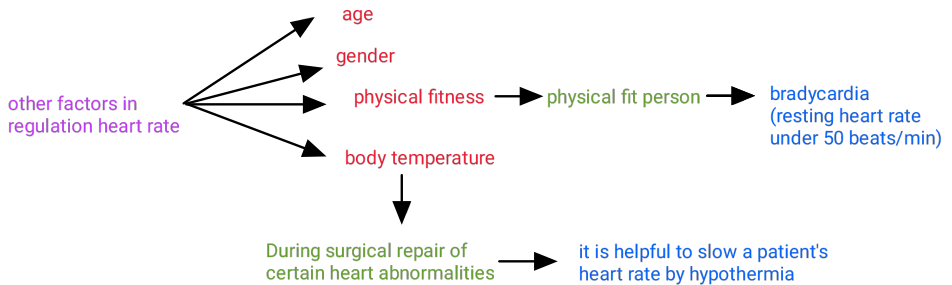 age
gender
other factors in
regulation heart rate
physical fitness
physical fit person
bradycardia
(resting heart rate
under 50 beats/min)
body temperature
During surgical repair of
certain heart abnormalities
it is helpful to slow a patient's
heart rate by hypothermia